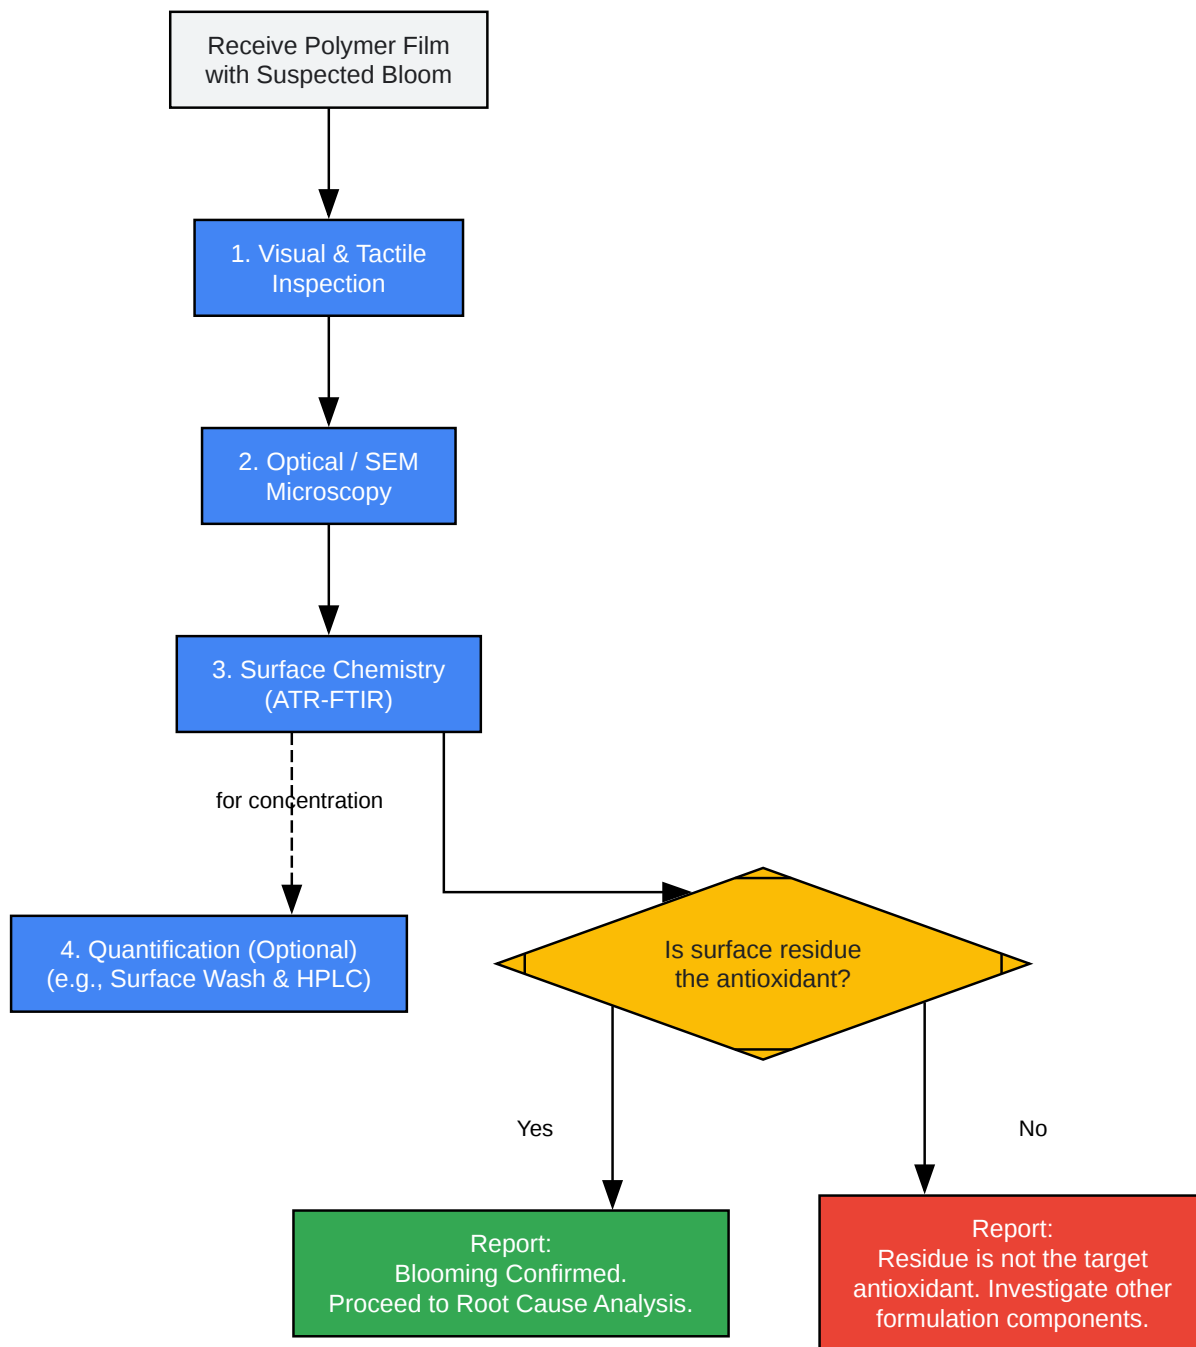 Receive Polymer Film
with Suspected Bloom
1. Visual & Tactile
Inspection
2. Optical / SEM
Microscopy
3. Surface Chemistry
(ATR-FTIR)
for concentration
4. Quantification (Optional)
(e.g., Surface Wash & HPLC)
Is surface residue
the antioxidant?
Yes
No
Report:
Blooming Confirmed.
Proceed to Root Cause Analysis.
Report:
Residue is not the target
antioxidant. Investigate other
formulation components.